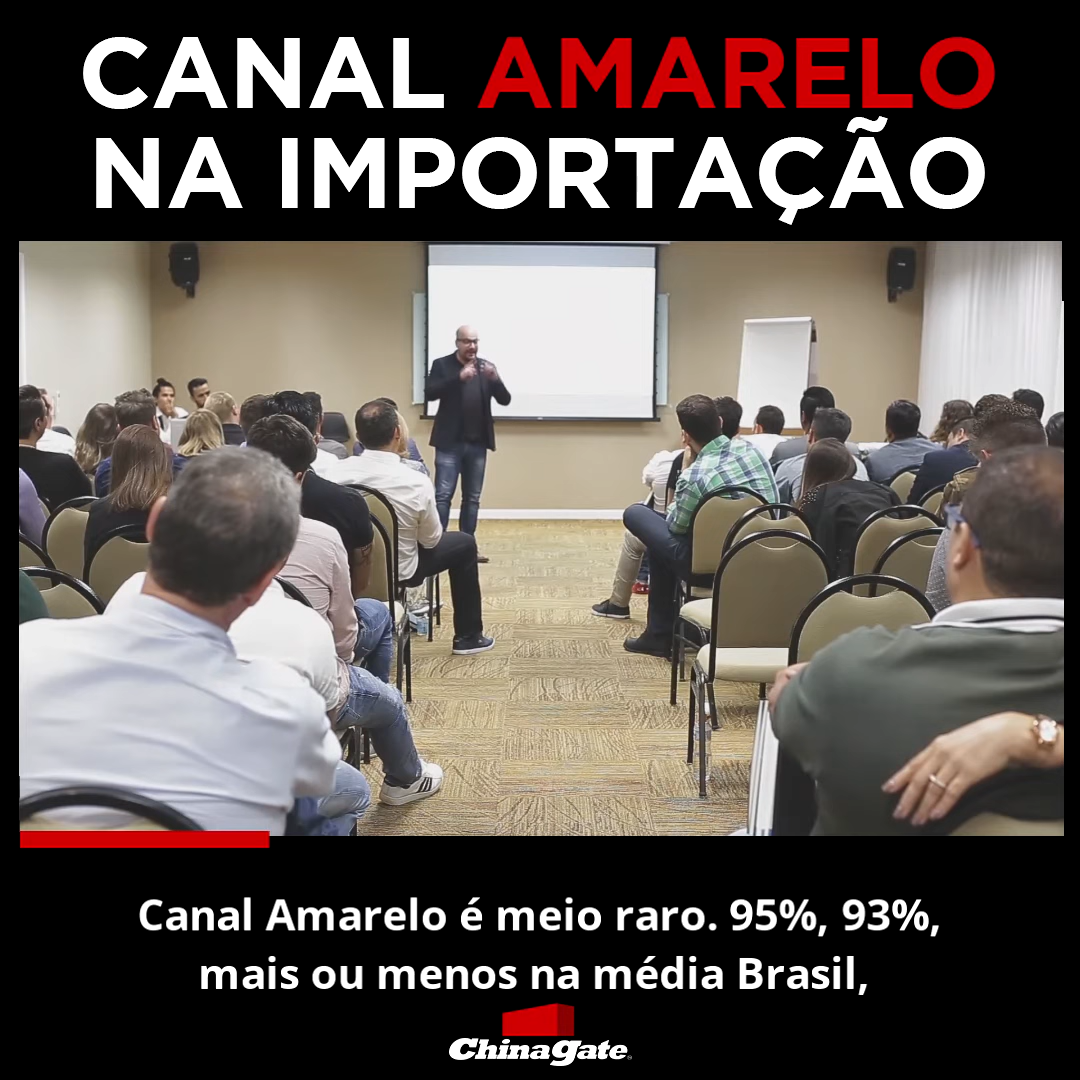 CANAL AMARELO
NA IMPORTAÇÃO
Canal Amarelo é meio raro. 95%, 93%,
mais ou menos na média Brasil,
ChinaGate